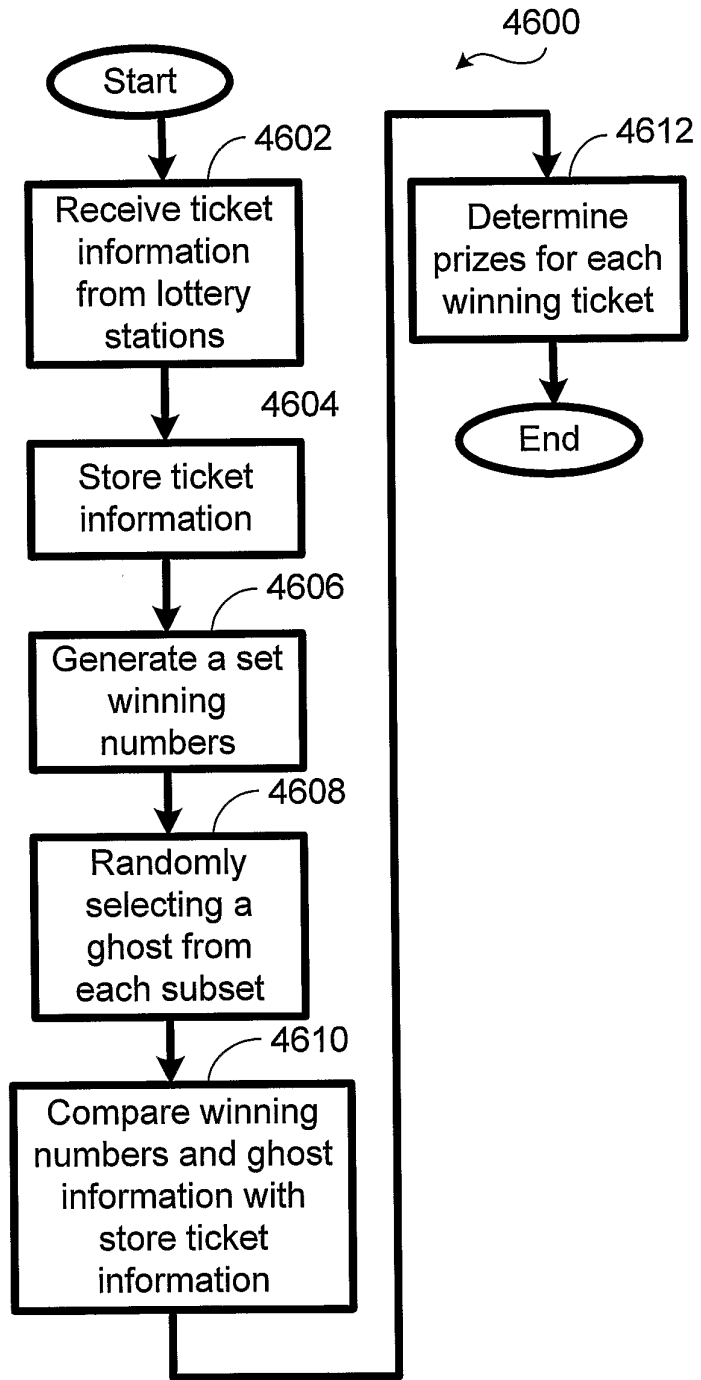 4600
Start
4602
Receive ticket
information
from lottery
stations
4604
Store ticket
information
4606
Generate a set
winning
numbers
4608
Randomly
selecting a
ghost from
each subset
4610
Compare winning
numbers and ghost
information with
store ticket
information
4612
Determine
prizes for each
winning ticket
End